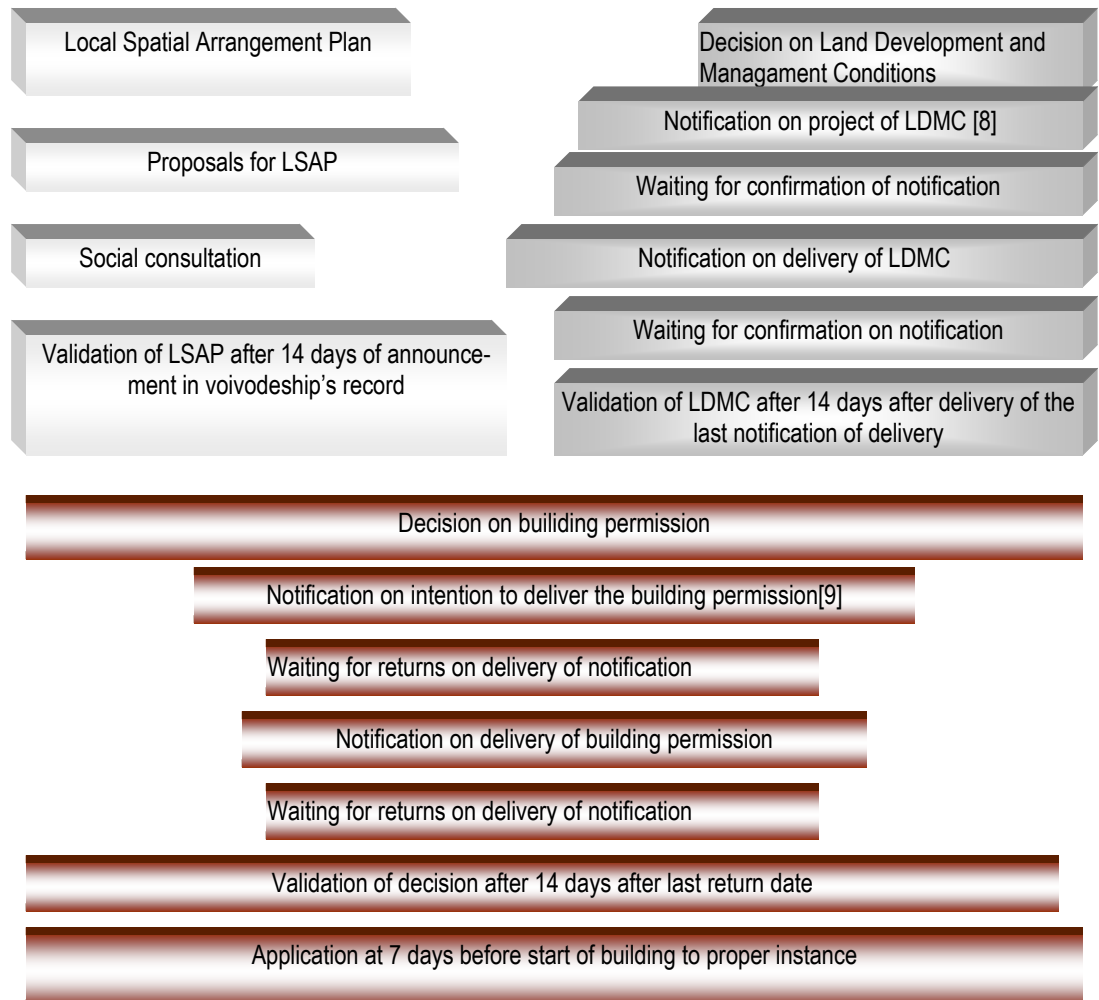 Local Spatial Arrangement Plan
Proposals for LSAP
Social consultation
Validation of LSAP after 14 days of announce-
ment in voivodeship's record
Decision on Land Development and
Managament Conditions
Notification on project of LDMC [8]
Waiting for confirmation of notification
Notification on delivery of LDMC
Waiting for confirmation on notification
Validation of LDMC after 14 days after delivery of the
last notification of delivery
Decision on builiding permission
Notification on intention to deliver the building permission[9]
Waiting for returns on delivery of notification
Notification on delivery of building permission
Waiting for returns on delivery of notification
Validation of decision after 14 days after last return date
Application at 7 days before start of building to proper instance